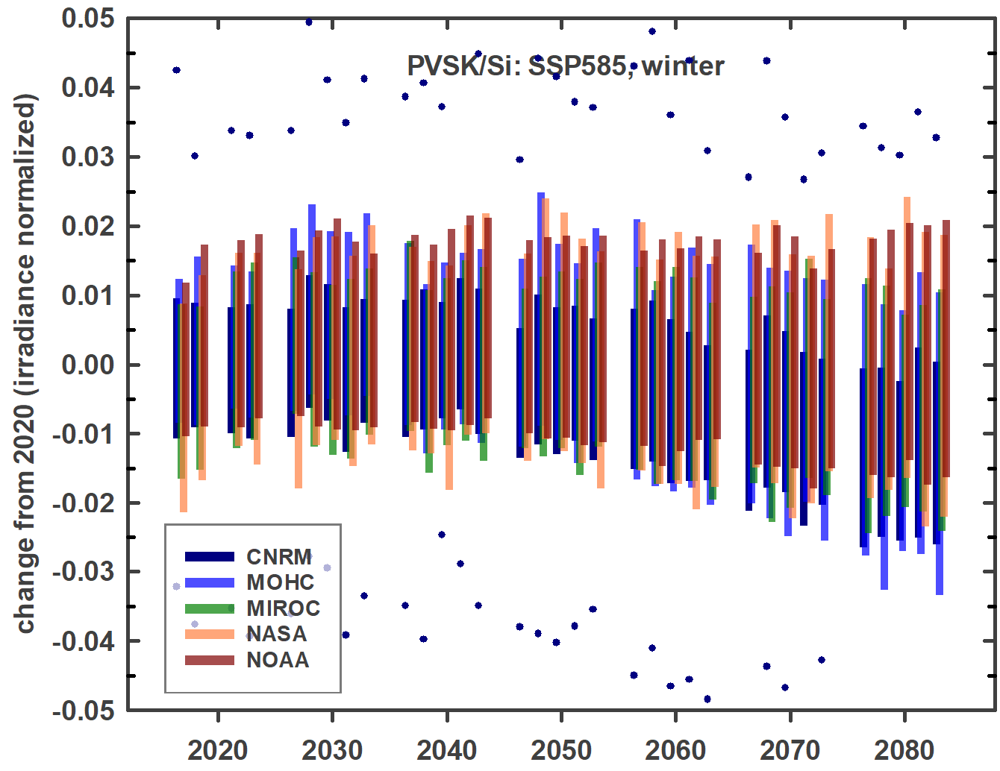 PVSK/Si: SSP585, winter
change from 2020 (irradiance normalized)
0.05
0.04
0.03
0.02
0.01
0.00
-0.01
-0.02
-0.03
-0.04
-0.05
CNRM
MOHC
MIROC
NASA
NOAA
2020 2030 2040 2050 2060 2070 2080